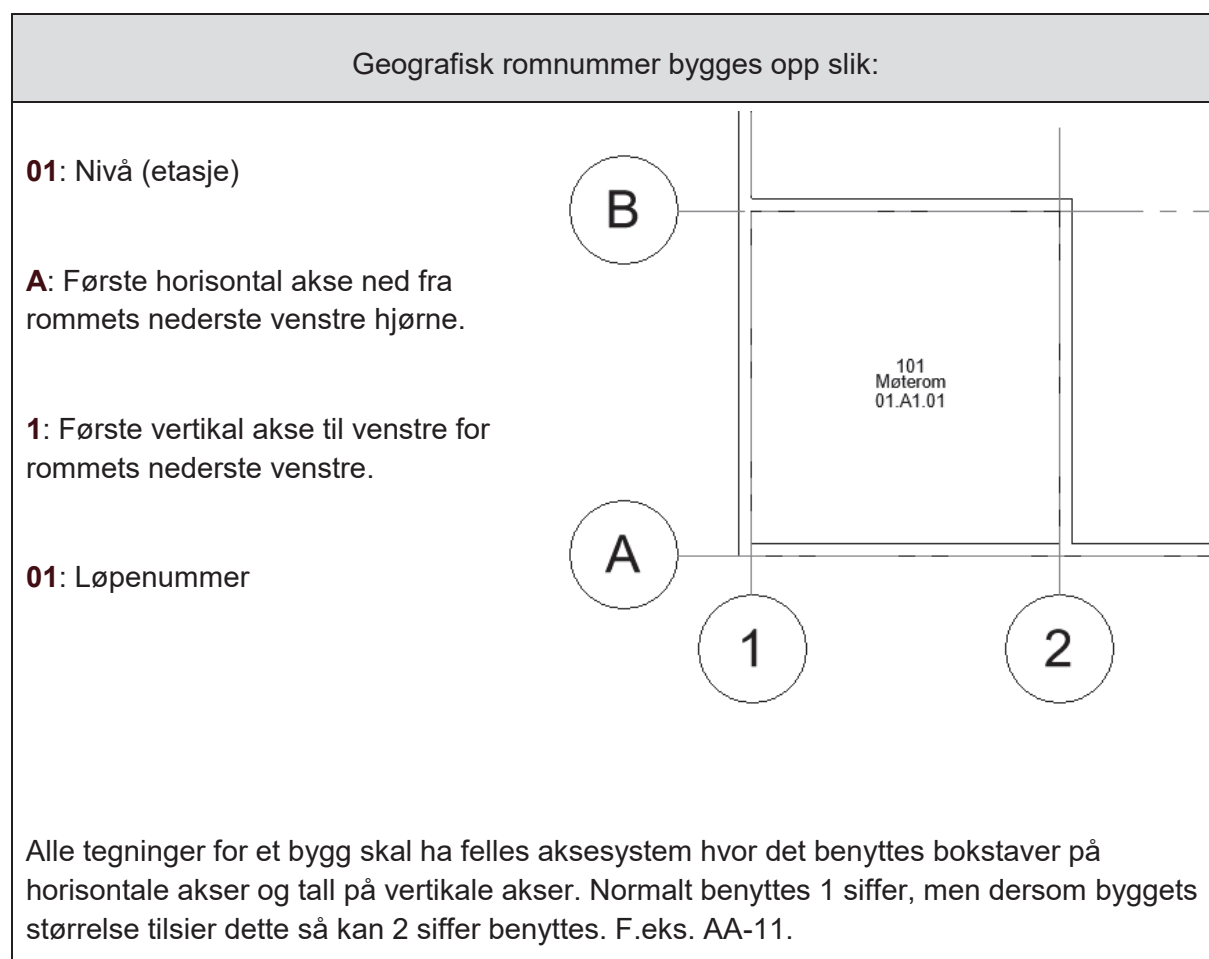 Geografisk romnummer bygges opp slik:
01: Nivå (etasje)
A: Første horisontal akse ned fra
rommets nederste venstre hjørne.
1: Første vertikal akse til venstre for
rommets nederste venstre.
01: Løpenummer
B
101
Møterom
01.A1.01
A
1
2
Alle tegninger for et bygg skal ha felles aksesystem hvor det benyttes bokstaver på
horisontale akser og tall på vertikale akser. Normalt benyttes 1 siffer, men dersom byggets
størrelse tilsier dette så kan 2 siffer benyttes. F.eks. AA-11.